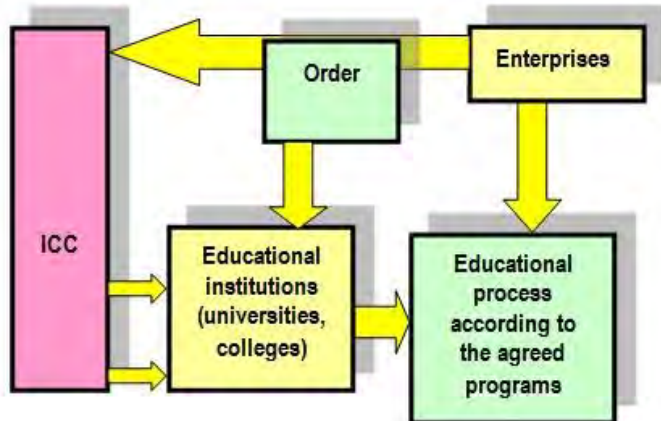 Order
Enterprises
ICC
Educational
institutions
(universities,
colleges)
Educational
process
according to
the agreed
programs